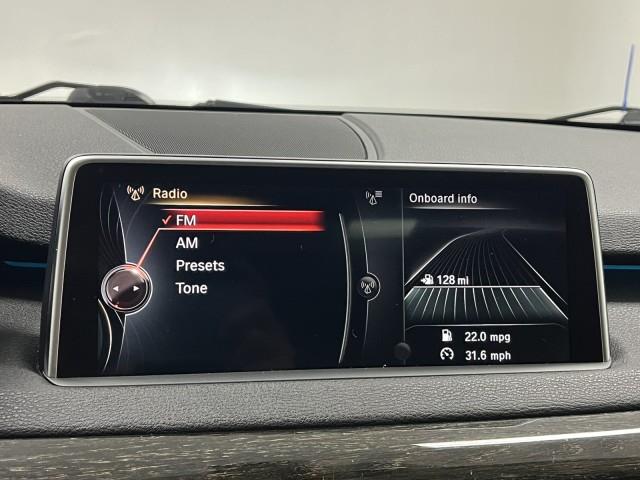 Radio
✓ FM
AM
Presets
Tone
Onboard info
128 mi
22.0 mpg
31.6 mph